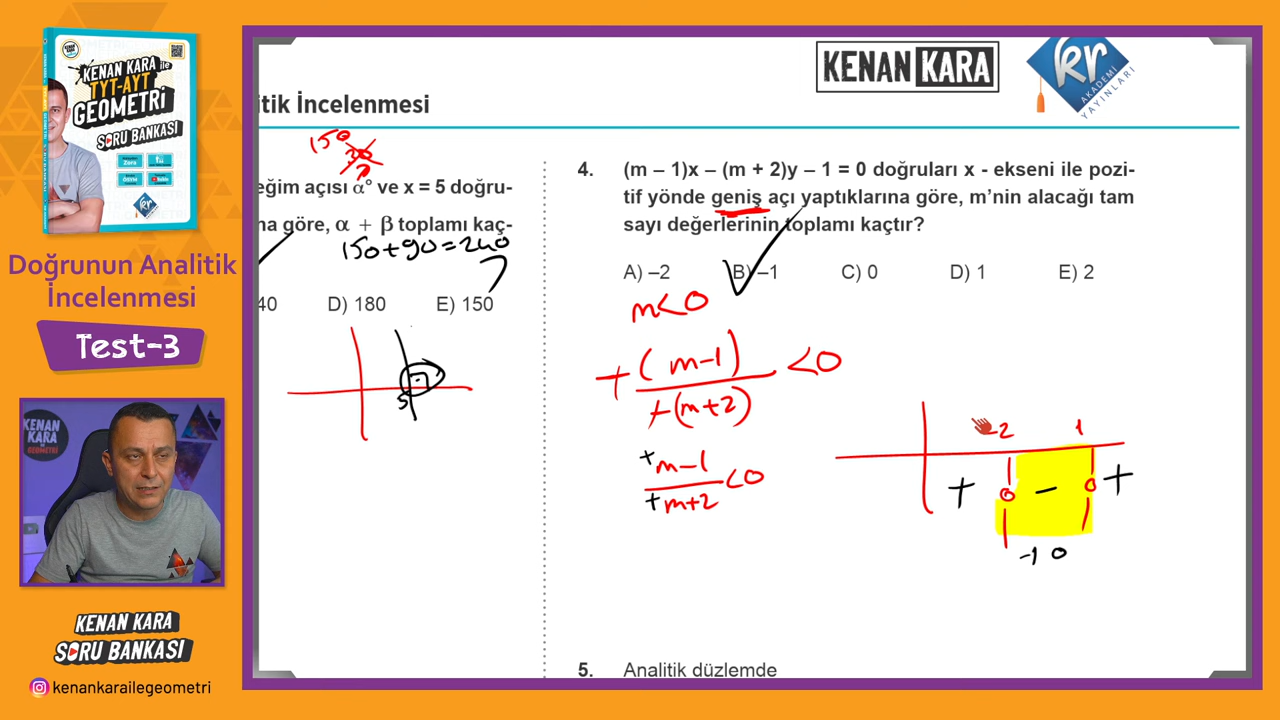 KENAN KARA ile
TYT-AYT
GEOMETRİ
SORU BANKASI
Doğrunun Analitik
İncelenmesi
Test-3
KENAN
KARA
GEOMETRİ
KENAN KARA
SORU BANKASI
kenankarailegeometri
KENAN KARA
kr
AKADEMİ
YAYINLARI
itik İncelenmesi
150
eğim açısı α° ve x = 5 doğru-
na göre, α + β toplamı kaç-
150+90=240
40 D) 180 E) 150
5
4. (m – 1)x – (m + 2)y – 1 = 0 doğruları x - ekseni ile pozi-
tif yönde geniş açı yaptıklarına göre, m'nin alacağı tam
sayı değerlerinin toplamı kaçtır?
A) –2 B) –1 C) 0 D) 1 E) 2
m<0
+(m-1)
+(m+2)
<0
+m-1
+m+2
<0
-2 1
+ - +
-1 0
5. Analitik düzlemde